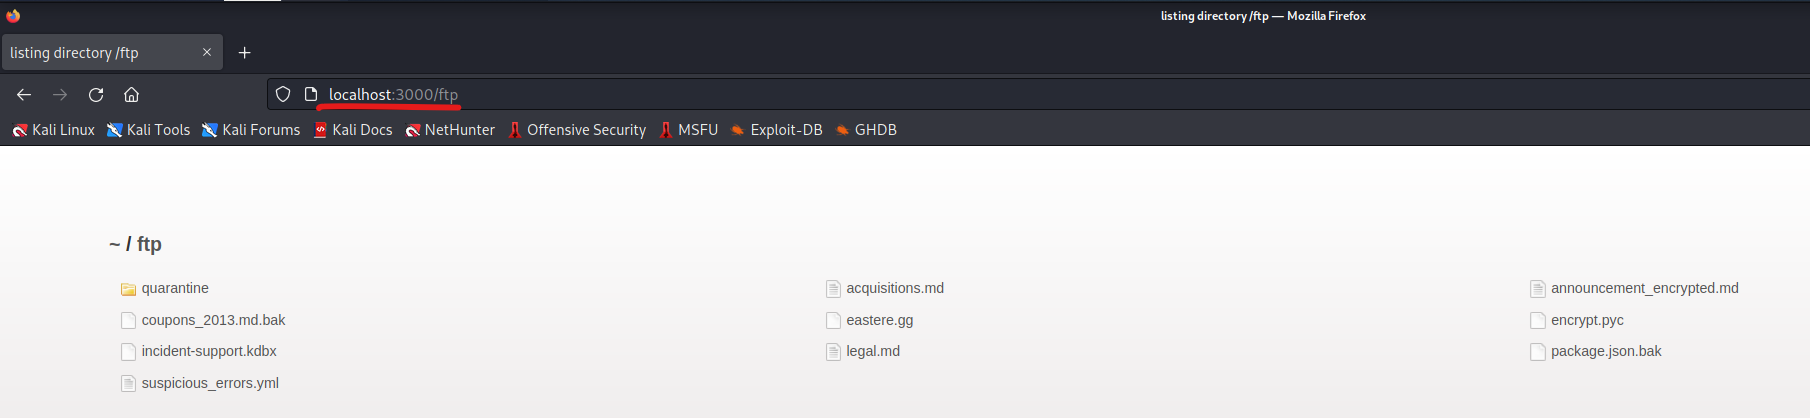 listing directory /ftp — Mozilla Firefox
listing directory /ftp
localhost:3000/ftp
Kali Linux Kali Tools Kali Forums Kali Docs NetHunter Offensive Security MSFU Exploit-DB GHDB
~ / ftp
quarantine acquisitions.md announcement_encrypted.md
coupons_2013.md.bak eastere.gg encrypt.pyc
incident-support.kdbx legal.md package.json.bak
suspicious_errors.yml